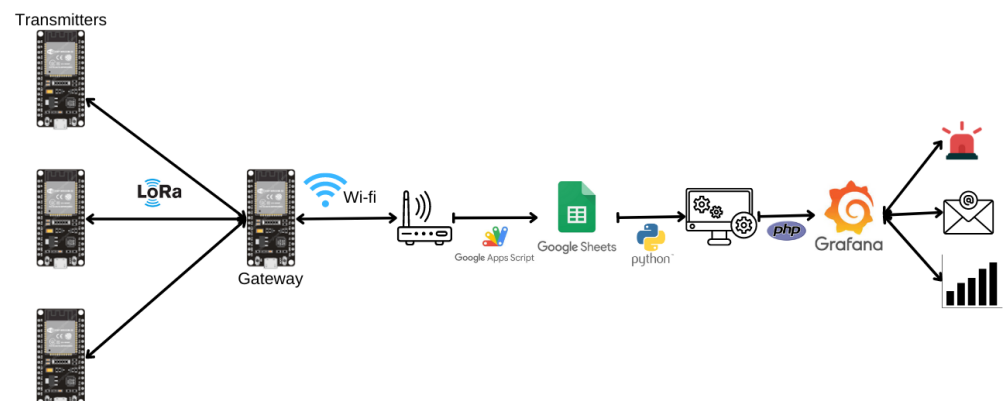 Transmitters
LoRa
Wi-fi
Gateway
Google Apps Script
Google Sheets
python
php
Grafana
@